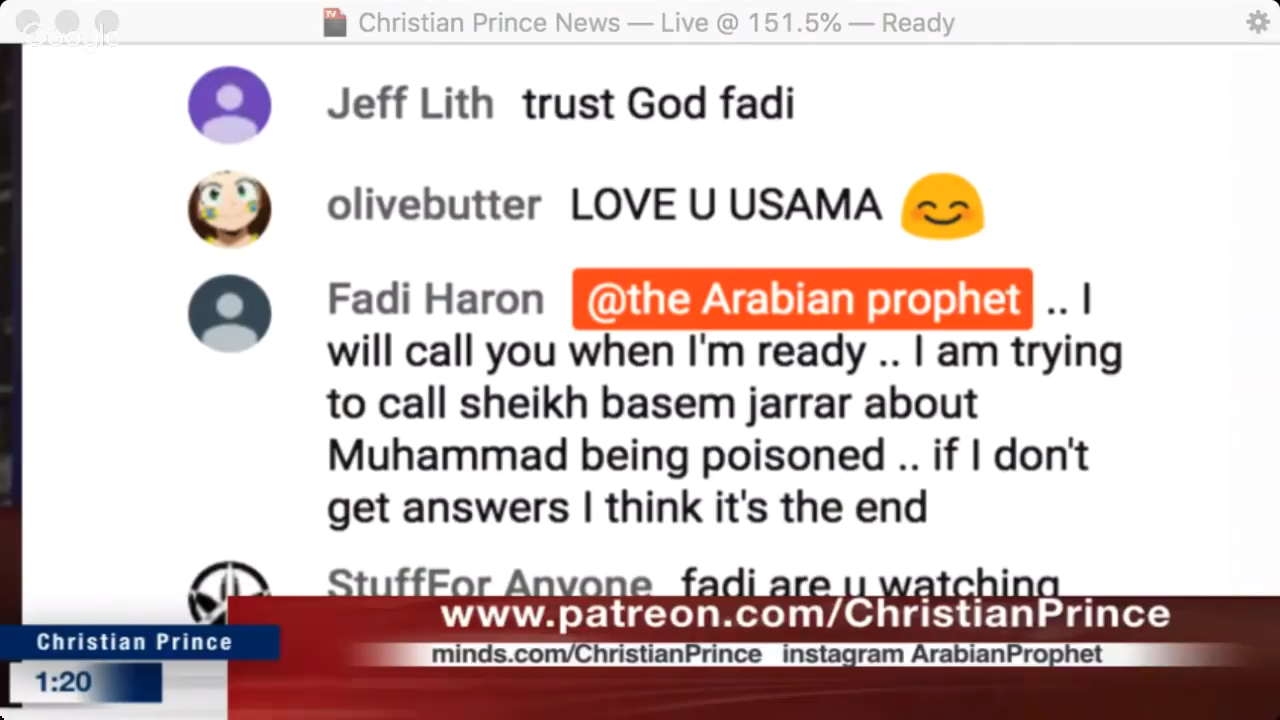 Christian Prince News — Live @ 151.5% — Ready
Google
Jeff Lith trust God fadi
olivebutter LOVE U USAMA 😊
Fadi Haron @the Arabian prophet .. I
will call you when I'm ready .. I am trying
to call sheikh basem jarrar about
Muhammad being poisoned .. if I don't
get answers I think it's the end
StuffFor Anyone fadi are u watching
www.patreon.com/ChristianPrince
Christian Prince
minds.com/ChristianPrince instagram ArabianProphet
1:20